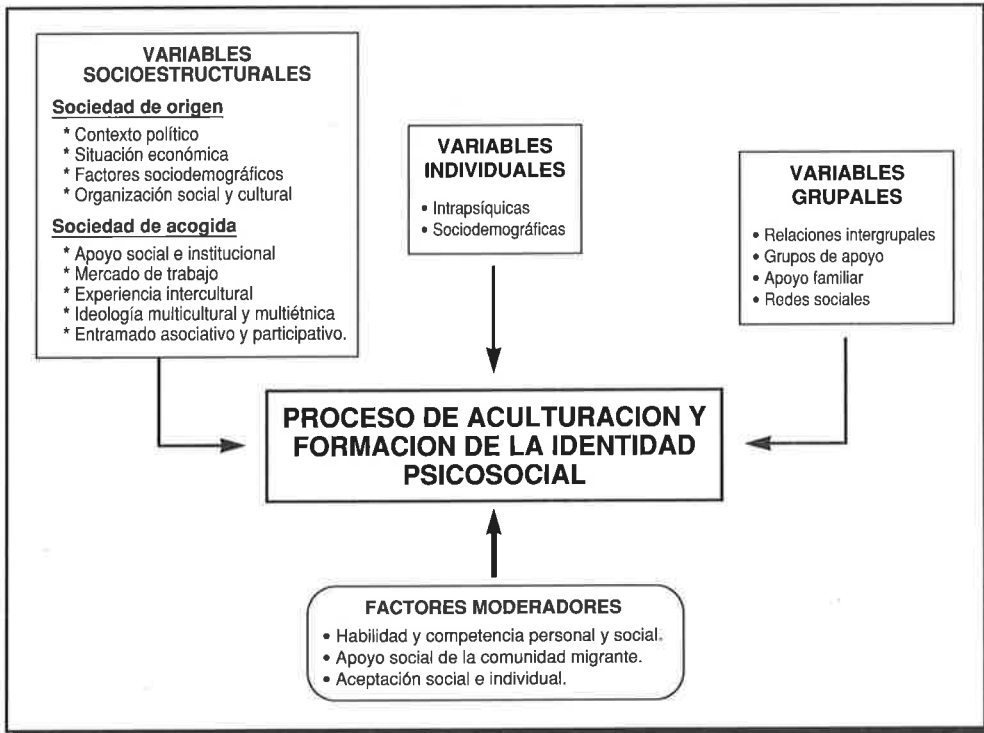 VARIABLES
SOCIOESTRUCTURALES
Sociedad de origen
* Contexto político
* Situación económica
* Factores sociodemográficos
* Organización social y cultural
Sociedad de acogida
* Apoyo social e institucional
* Mercado de trabajo
* Experiencia intercultural
* Ideología multicultural y multiétnica
* Entramado asociativo y participativo.
VARIABLES
INDIVIDUALES
• Intrapsíquicas
• Sociodemográficas
VARIABLES
GRUPALES
• Relaciones intergrupales
• Grupos de apoyo
• Apoyo familiar
• Redes sociales
PROCESO DE ACULTURACION Y
FORMACION DE LA IDENTIDAD
PSICOSOCIAL
FACTORES MODERADORES
• Habilidad y competencia personal y social.
• Apoyo social de la comunidad migrante.
• Aceptación social e individual.